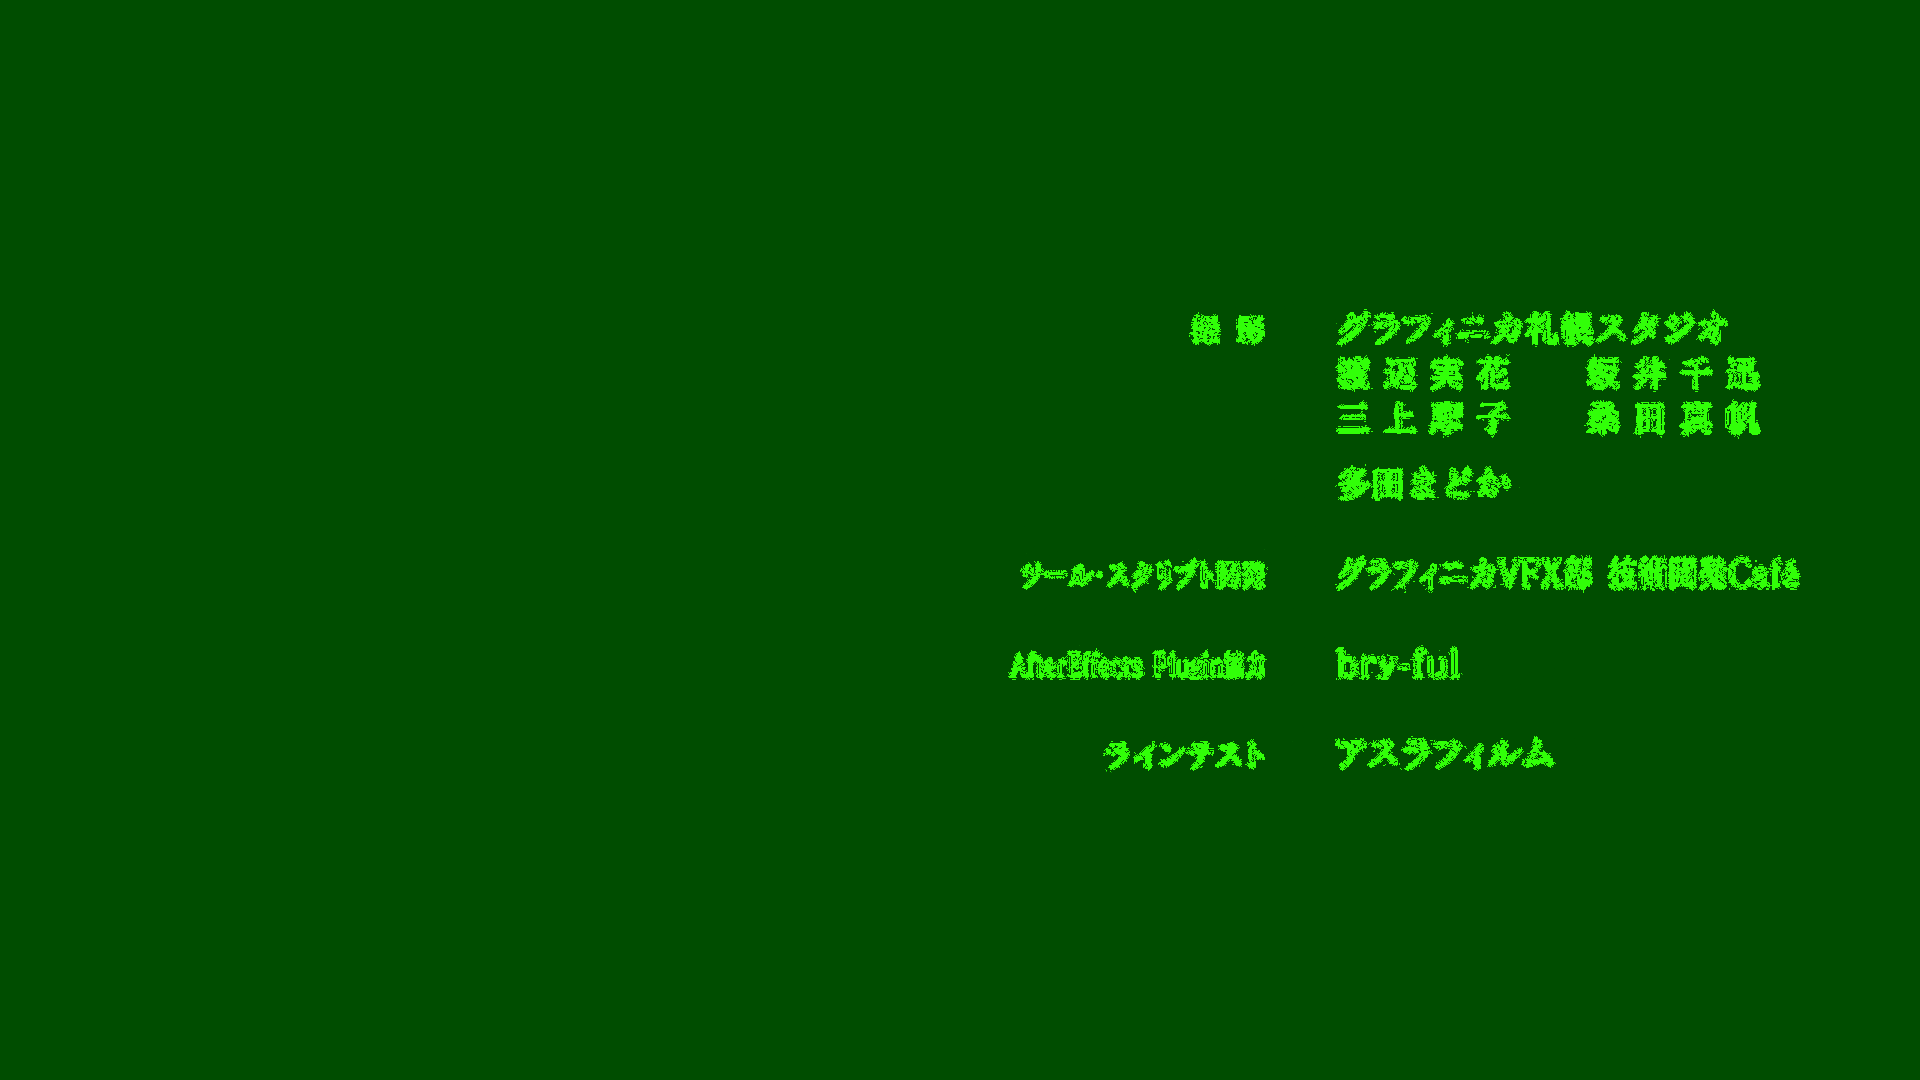 撮影 グラフィニカ札幌スタジオ
渡辺実花 坂井千迅
三上摩子 桑田真帆
多田まどか
ツール・スクリプト開発 グラフィニカVFX部 技術開発Café
AfterEffects Plugin協力 bry-ful
ラインテスト アスラフィルム